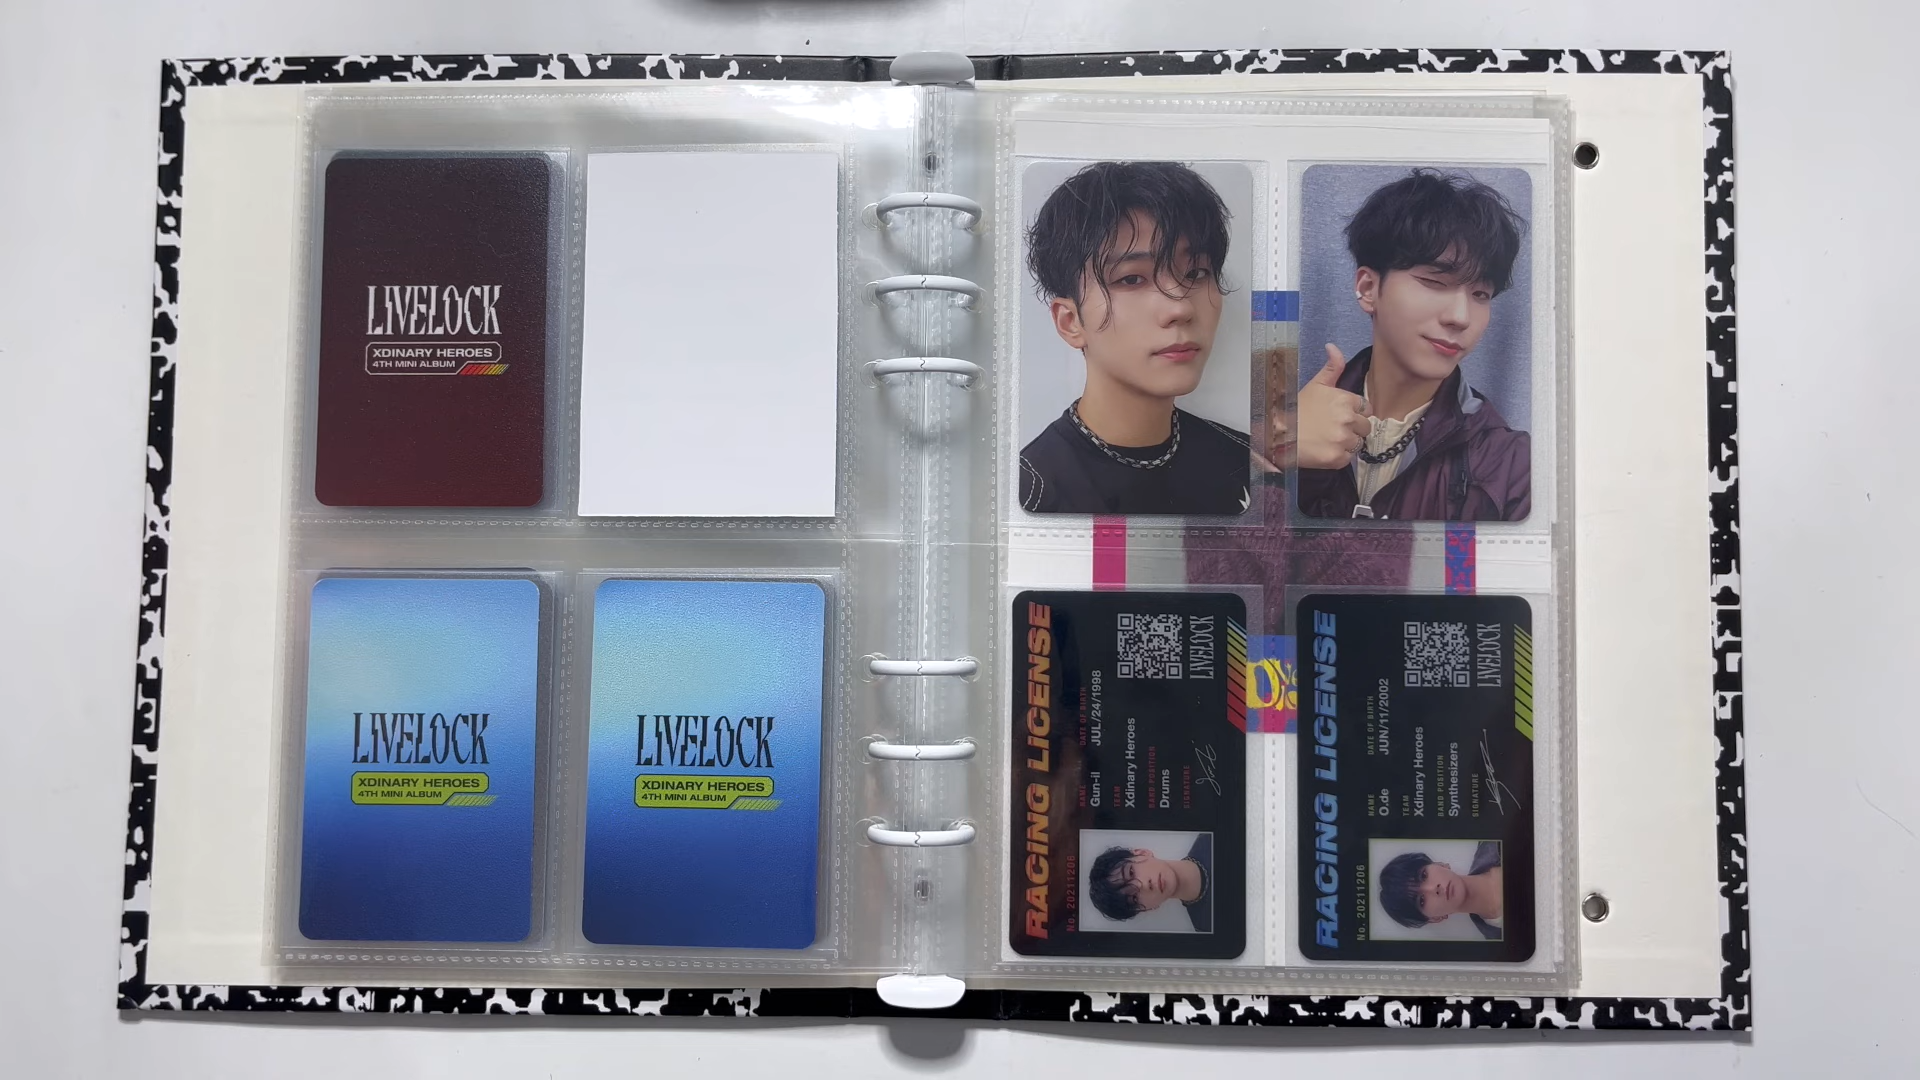 LIVELOCK
XDINARY HEROES
4TH MINI ALBUM
LIVELOCK
XDINARY HEROES
4TH MINI ALBUM
LIVELOCK
XDINARY HEROES
4TH MINI ALBUM
RACING LICENSE
No. 20211206
NAME
Gun-il
DATE OF BIRTH
JUL/24/1998
TEAM
Xdinary Heroes
BAND POSITION
Drums
SIGNATURE
LIVELOCK
RACING LICENSE
No. 20211206
NAME
O.de
DATE OF BIRTH
JUN/11/2002
TEAM
Xdinary Heroes
BAND POSITION
Synthesizers
SIGNATURE
LIVELOCK